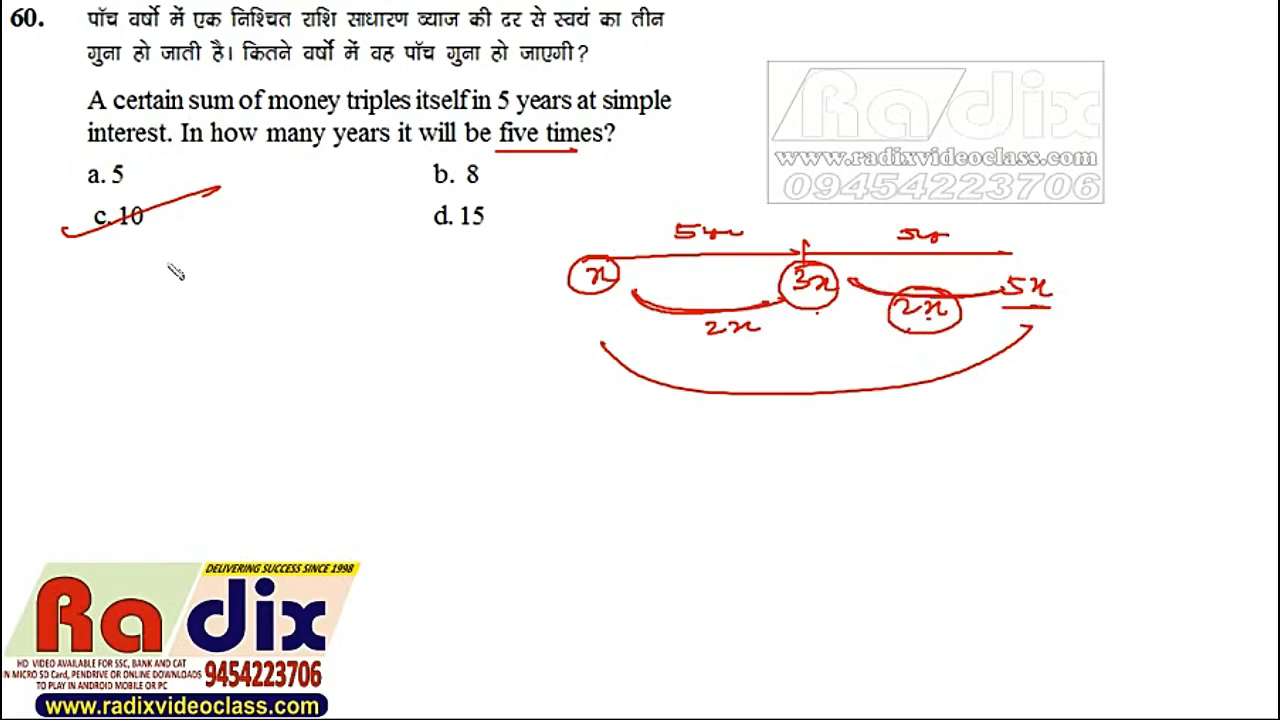 60. पाँच वर्षो में एक निश्चित राशि साधारण व्याज की दर से स्वयं का तीन
गुना हो जाती है। कितने वर्षो में वह पाँच गुना हो जाएगी?
A certain sum of money triples itself in 5 years at simple
interest. In how many years it will be five times?
a. 5 b. 8
c. 10 d. 15
Radix
www.radixvideoclass.com
09454223706
x 3x 5x
2x 2x
DELIVERING SUCCESS SINCE 1998
Radix
HD VIDEO AVAILABLE FOR SSC, BANK AND CAT
IN MICRO SD Card, PENDRIVE OR ONLINE DOWNLOADS
TO PLAY IN ANDROID MOBILE OR PC
9454223706
www.radixvideoclass.com